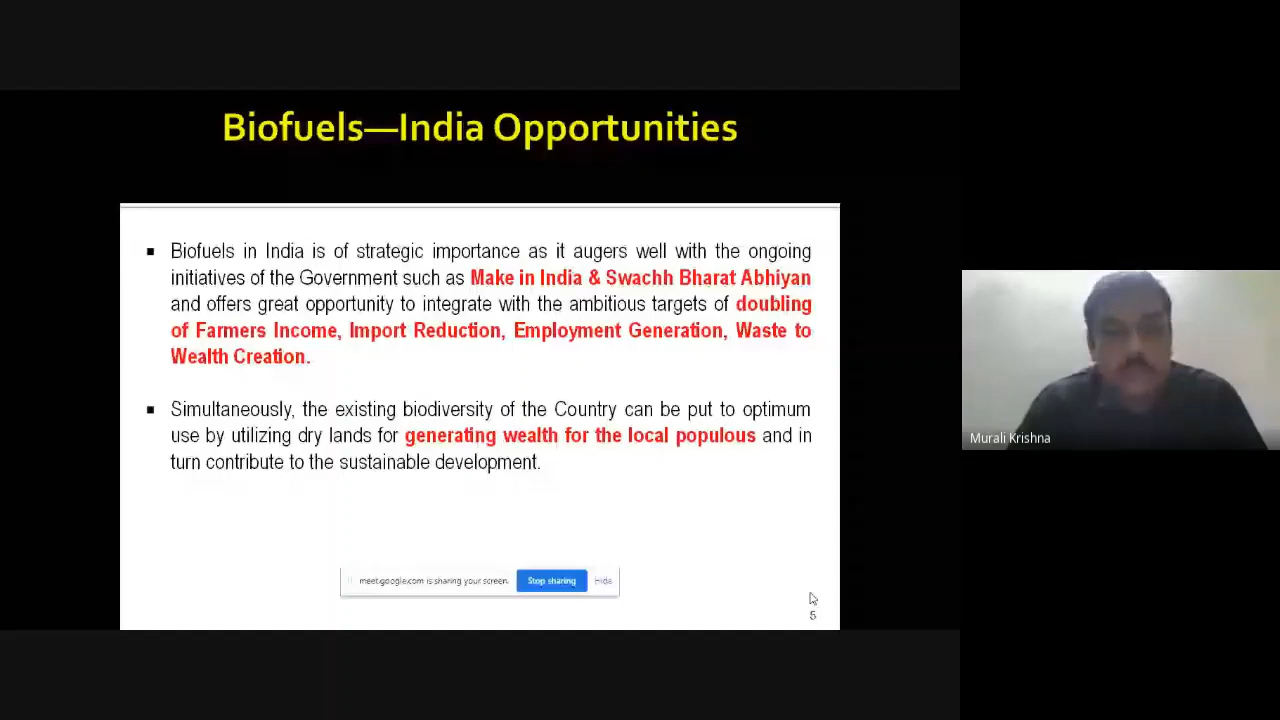 Biofuels—India Opportunities
▪ Biofuels in India is of strategic importance as it augers well with the ongoing
initiatives of the Government such as Make in India & Swachh Bharat Abhiyan
and offers great opportunity to integrate with the ambitious targets of doubling
of Farmers Income, Import Reduction, Employment Generation, Waste to
Wealth Creation.
▪ Simultaneously, the existing biodiversity of the Country can be put to optimum
use by utilizing dry lands for generating wealth for the local populous and in
turn contribute to the sustainable development.
meet.google.com is sharing your screen. Stop sharing Hide
5
Murali Krishna